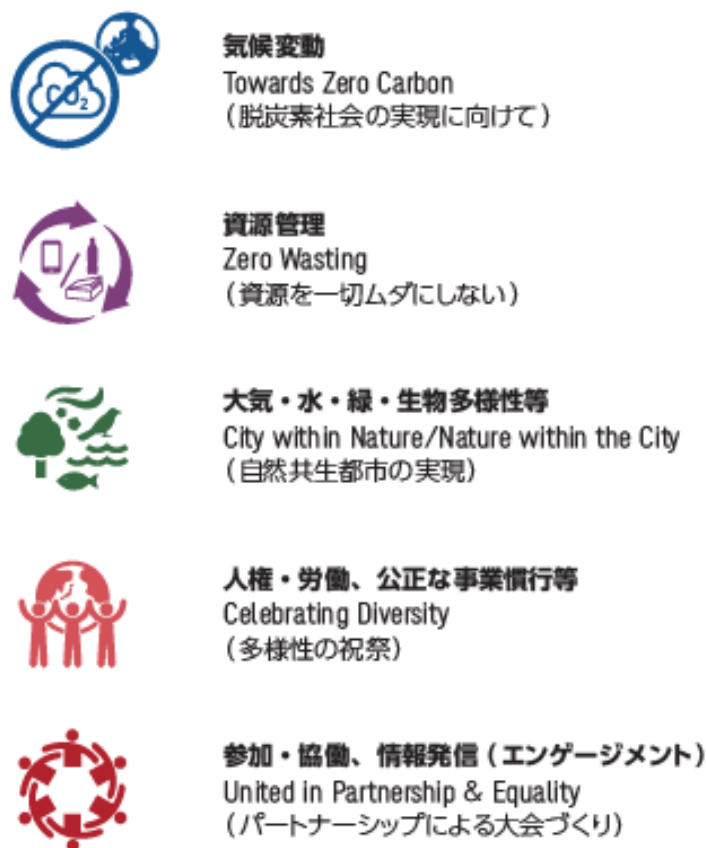 CO₂
気候変動
Towards Zero Carbon
（脱炭素社会の実現に向けて）
資源管理
Zero Wasting
（資源を一切ムダにしない）
大気・水・緑・生物多様性等
City within Nature/Nature within the City
（自然共生都市の実現）
人権・労働、公正な事業慣行等
Celebrating Diversity
（多様性の祝祭）
参加・協働、情報発信（エンゲージメント）
United in Partnership & Equality
（パートナーシップによる大会づくり）